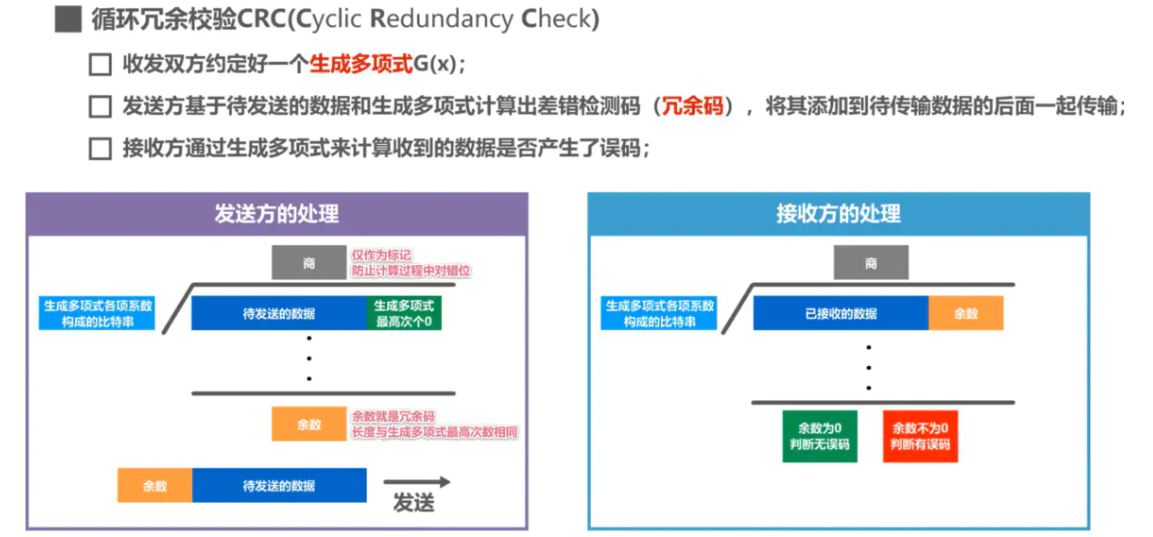 循环冗余校验CRC(Cyclic Redundancy Check)
收发双方约定好一个生成多项式G(x);
发送方基于待发送的数据和生成多项式计算出差错检测码（冗余码），将其添加到待传输数据的后面一起传输;
接收方通过生成多项式来计算收到的数据是否产生了误码;
发送方的处理
商
仅作为标记
防止计算过程中对错位
生成多项式各项系数
构成的比特串
待发送的数据
生成多项式
最高次个0
余数
余数就是冗余码
长度与生成多项式最高次数相同
余数
待发送的数据
发送
接收方的处理
商
生成多项式各项系数
构成的比特串
已接收的数据
余数
余数为0
判断无误码
余数不为0
判断有误码